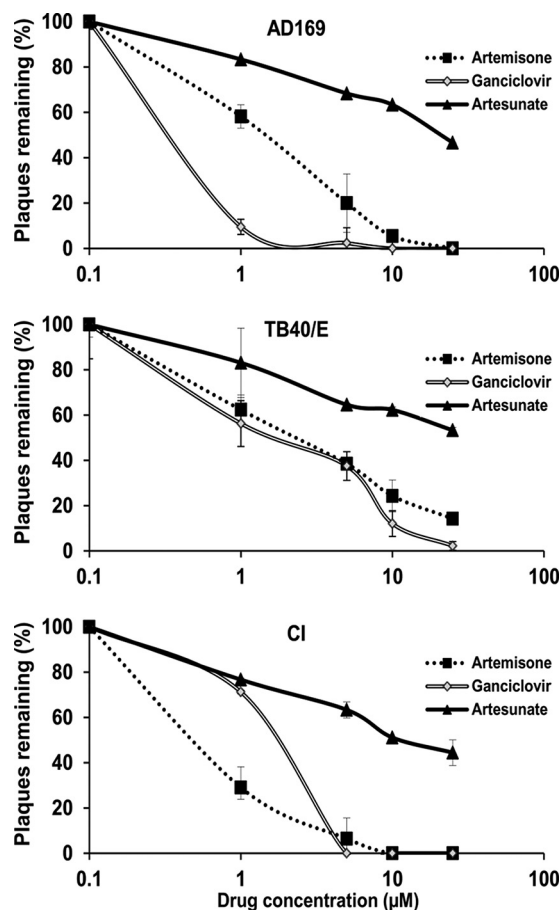 AD169
Plaques remaining (%)
100
80
60
40
20
0
0.1
1
10
100
Artemisone
Ganciclovir
Artesunate
TB40/E
Plaques remaining (%)
100
80
60
40
20
0
0.1
1
10
100
Artemisone
Ganciclovir
Artesunate
CI
Plaques remaining (%)
100
80
60
40
20
0
0.1
1
10
100
Artemisone
Ganciclovir
Artesunate
Drug concentration (µM)